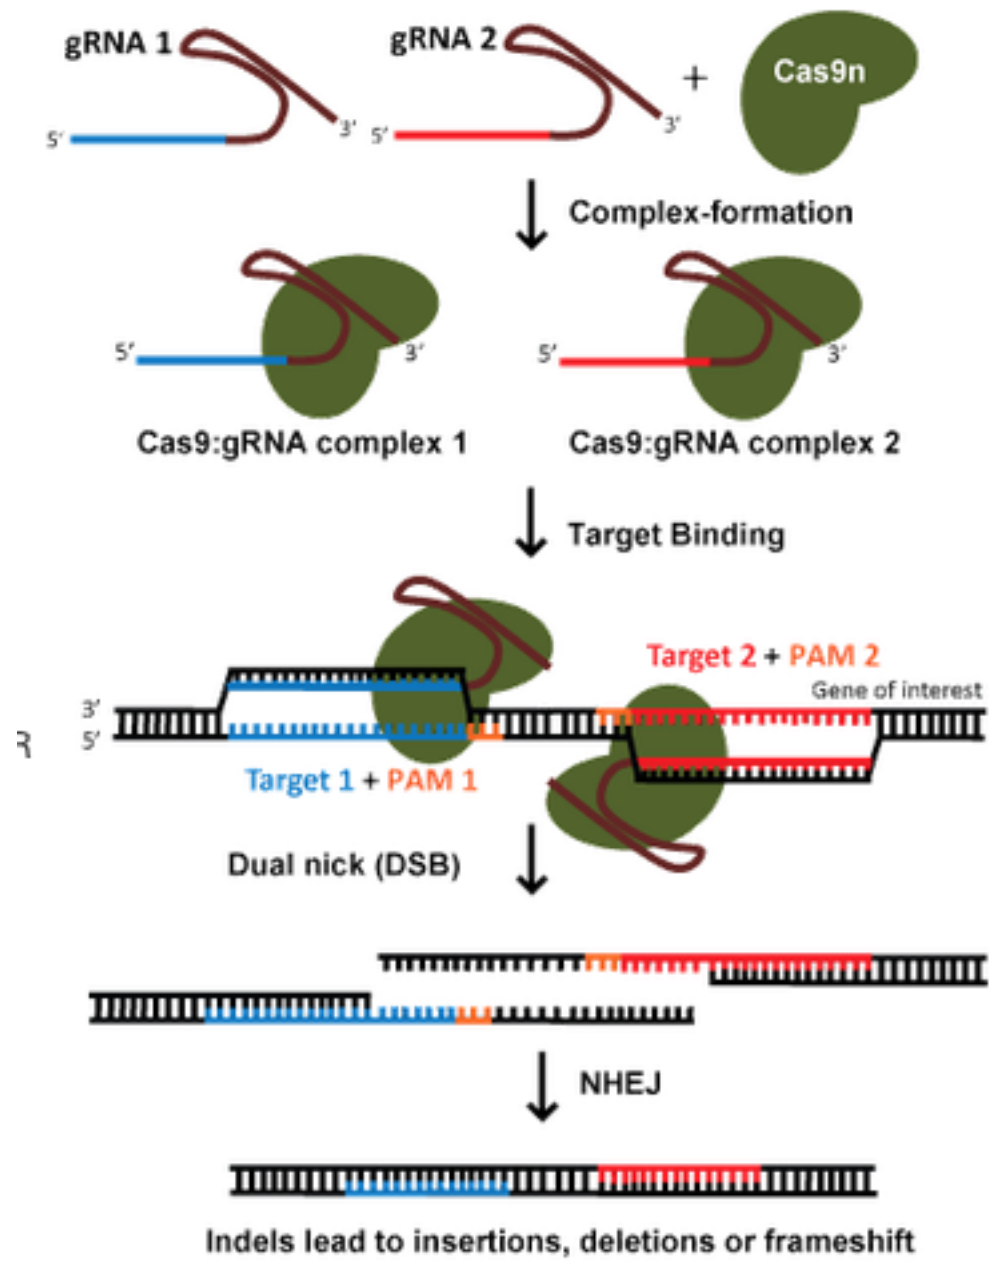 gRNA 1
gRNA 2
+
Cas9n
5'
3'
5'
3'
Complex-formation
5'
3'
5'
3'
Cas9:gRNA complex 1
Cas9:gRNA complex 2
Target Binding
Target 2 + PAM 2
Gene of interest
3'
5'
Target 1 + PAM 1
Dual nick (DSB)
NHEJ
Indels lead to insertions, deletions or frameshift